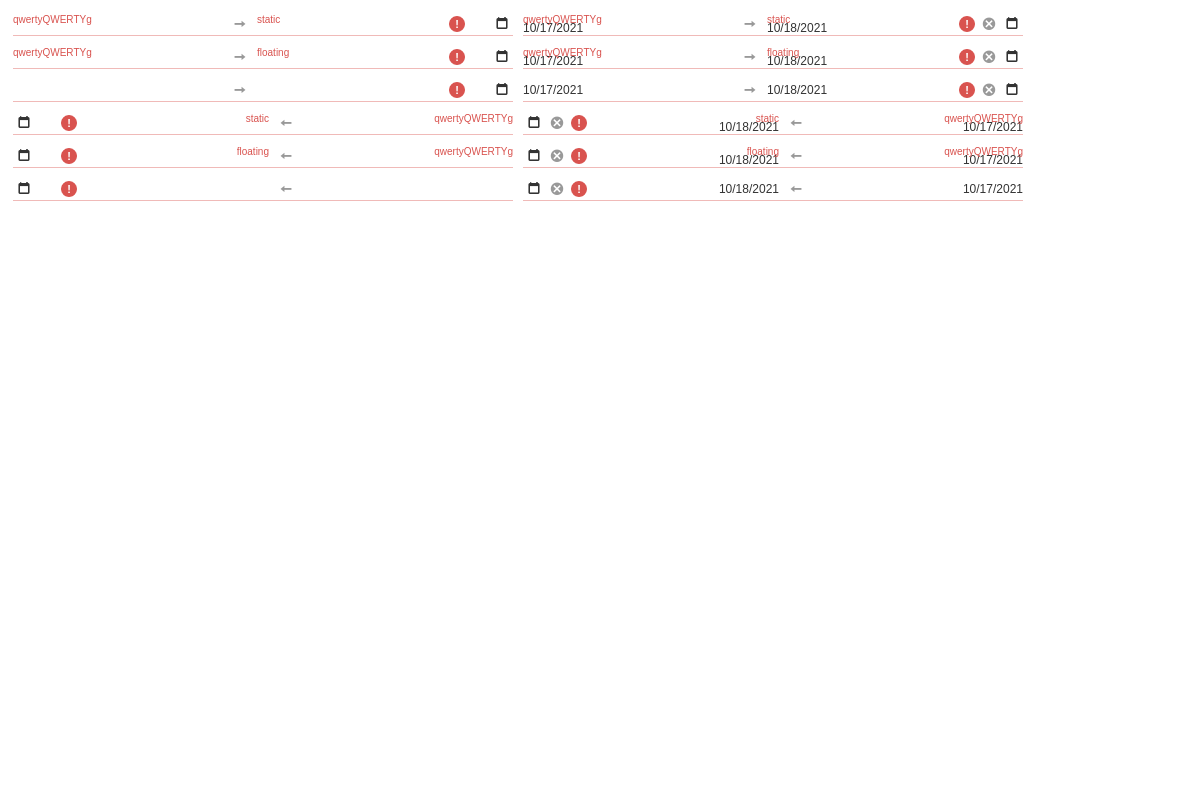 qwertyQWERTYg static qwertyQWERTYg static
10/17/2021 10/18/2021
qwertyQWERTYg floating qwertyQWERTYg floating
10/17/2021 10/18/2021
10/17/2021 10/18/2021
static qwertyQWERTYg static qwertyQWERTYg
10/18/2021 10/17/2021
floating qwertyQWERTYg floating qwertyQWERTYg
10/18/2021 10/17/2021
10/18/2021 10/17/2021